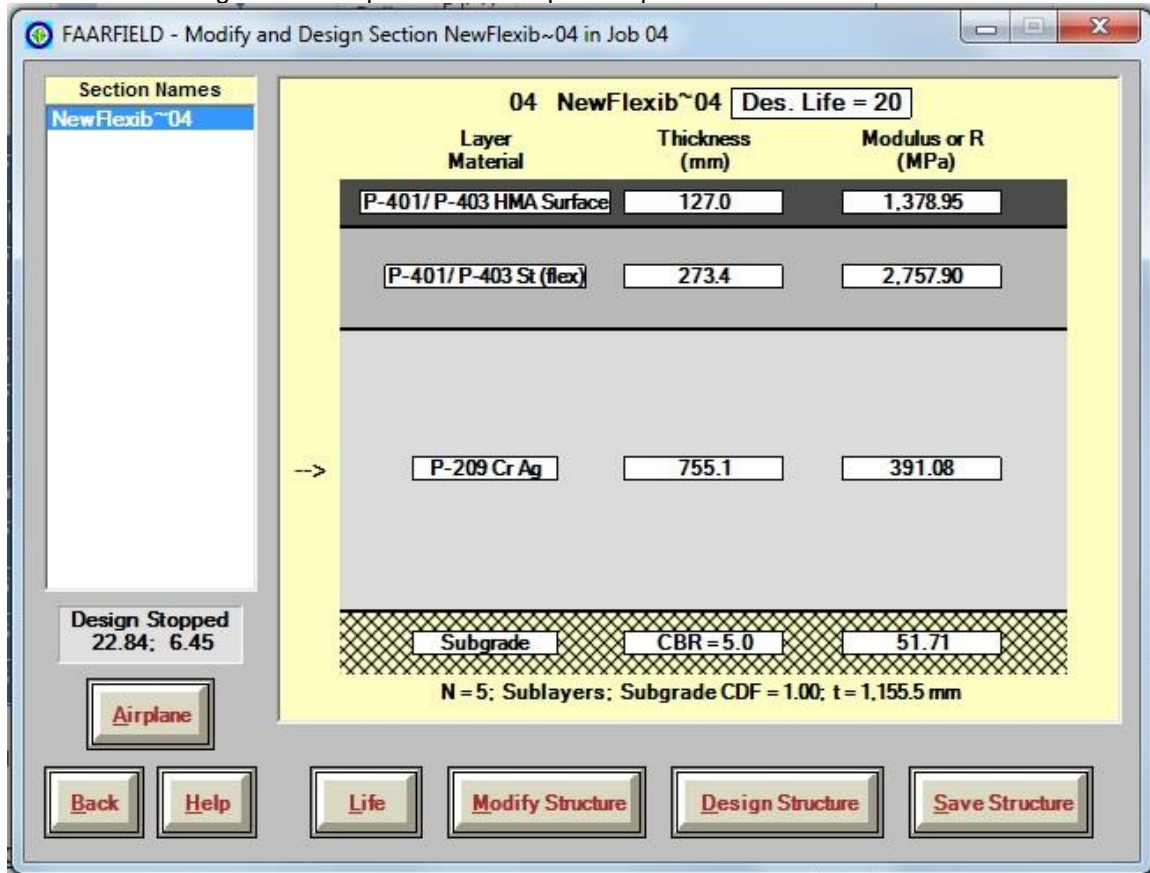 FAARFIELD - Modify and Design Section NewFlexib~04 in Job 04
Section Names
NewFlexib~04
04 NewFlexib~04 Des. Life = 20
Layer Material Thickness (mm) Modulus or R (MPa)
P-401/ P-403 HMA Surface 127.0 1,378.95
P-401/ P-403 St (flex) 273.4 2,757.90
--> P-209 Cr Ag 755.1 391.08
Subgrade CBR = 5.0 51.71
N = 5; Sublayers; Subgrade CDF = 1.00; t = 1,155.5 mm
Design Stopped
22.84; 6.45
Airplane
Back Help Life Modify Structure Design Structure Save Structure